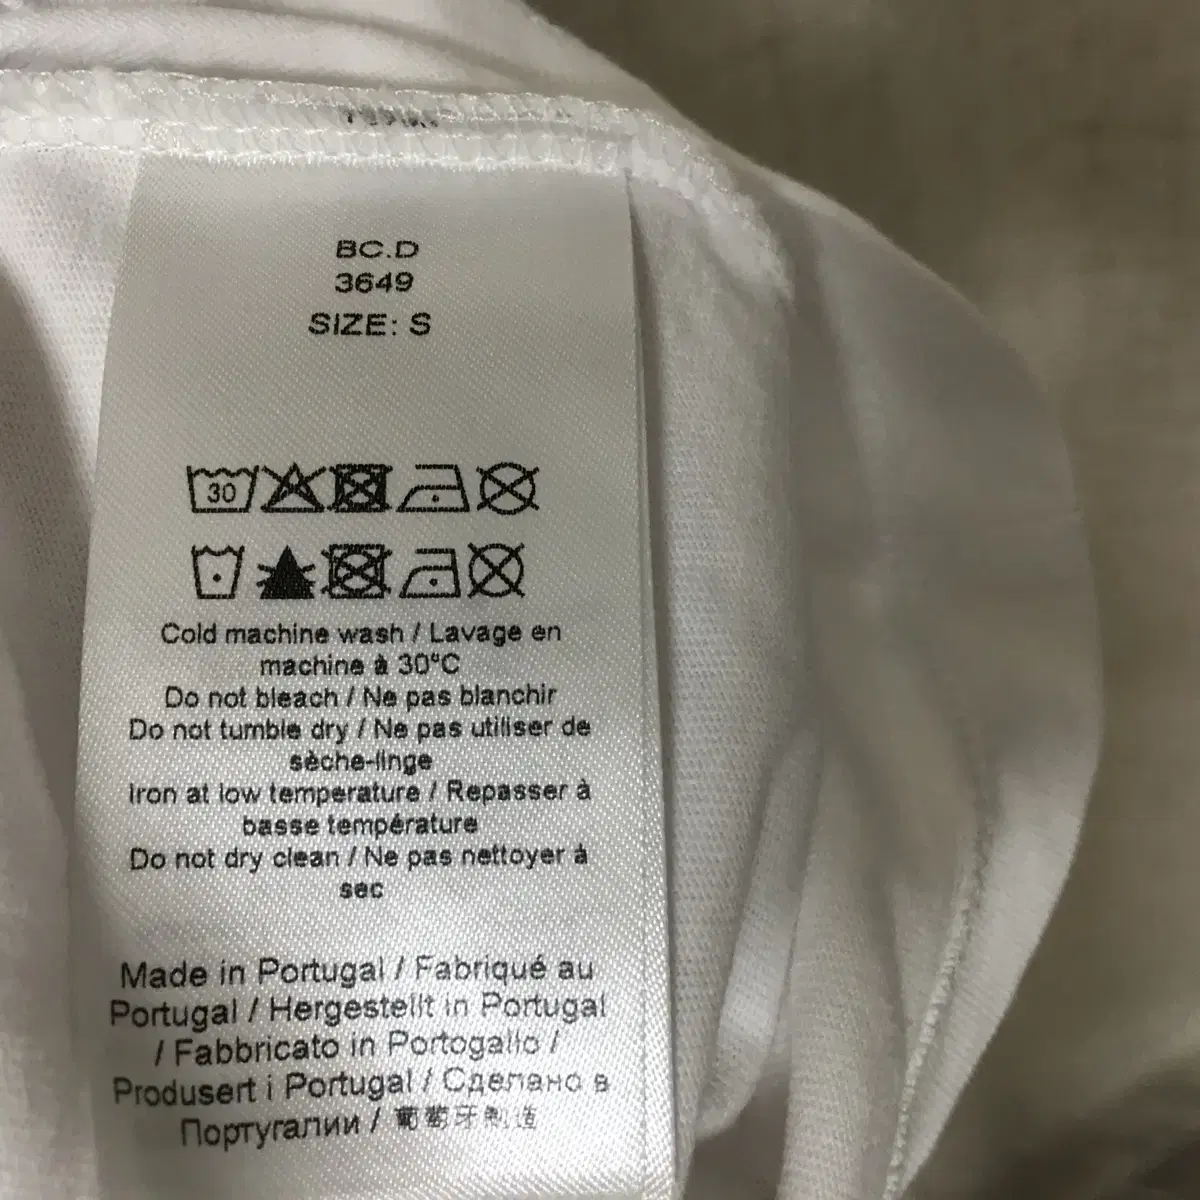 BC.D
3649
SIZE: S
30
Cold machine wash / Lavage en
machine à 30°C
Do not bleach / Ne pas blanchir
Do not tumble dry / Ne pas utiliser de
sèche-linge
Iron at low temperature / Repasser à
basse température
Do not dry clean / Ne pas nettoyer à
sec
Made in Portugal / Fabriqué au
Portugal / Hergestellt in Portugal
/ Fabbricato in Portogallo /
Produsert i Portugal / Сделано в
Португалии / 葡萄牙制造